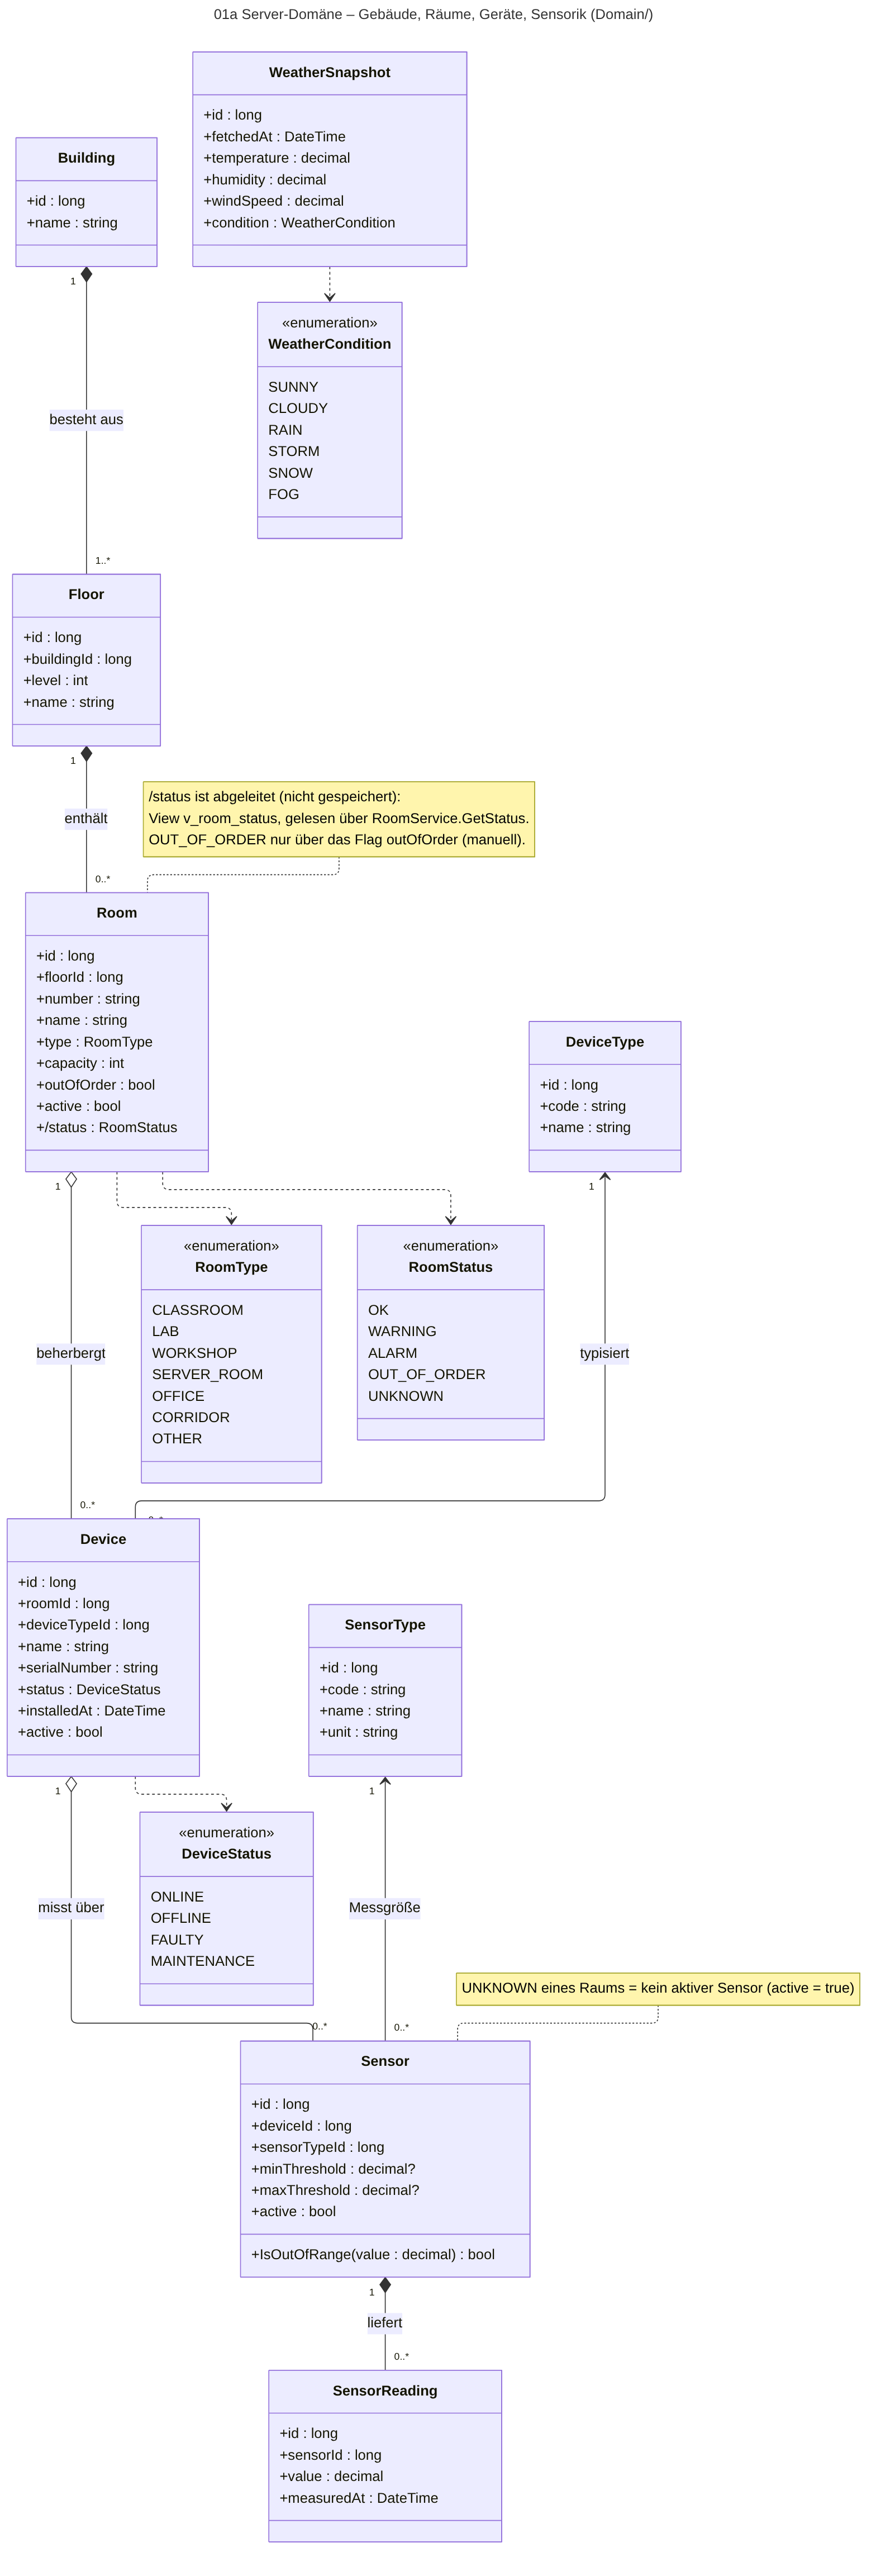 01a Server-Domäne – Gebäude, Räume, Geräte, Sensorik (Domain/)
WeatherSnapshot
+id : long
+fetchedAt : DateTime
+temperature : decimal
+humidity : decimal
+windSpeed : decimal
+condition : WeatherCondition
Building
+id : long
+name : string
1
«enumeration»
WeatherCondition
SUNNY
CLOUDY
RAIN
STORM
SNOW
FOG
besteht aus
1..*
Floor
+id : long
+buildingId : long
+level : int
+name : string
1
enthält
0..*
/status ist abgeleitet (nicht gespeichert):
View v_room_status, gelesen über RoomService.GetStatus.
OUT_OF_ORDER nur über das Flag outOfOrder (manuell).
Room
+id : long
+floorId : long
+number : string
+name : string
+type : RoomType
+capacity : int
+outOfOrder : bool
+active : bool
+/status : RoomStatus
DeviceType
+id : long
+code : string
+name : string
1
1
«enumeration»
RoomType
CLASSROOM
LAB
WORKSHOP
SERVER_ROOM
OFFICE
CORRIDOR
OTHER
«enumeration»
RoomStatus
OK
WARNING
ALARM
OUT_OF_ORDER
UNKNOWN
beherbergt
typisiert
0..*
Device
+id : long
+roomId : long
+deviceTypeId : long
+name : string
+serialNumber : string
+status : DeviceStatus
+installedAt : DateTime
+active : bool
SensorType
+id : long
+code : string
+name : string
+unit : string
1
1
«enumeration»
DeviceStatus
ONLINE
OFFLINE
FAULTY
MAINTENANCE
misst über
Messgröße
UNKNOWN eines Raums = kein aktiver Sensor (active = true)
0..*
0..*
Sensor
+id : long
+deviceId : long
+sensorTypeId : long
+minThreshold : decimal?
+maxThreshold : decimal?
+active : bool
+IsOutOfRange(value : decimal) : bool
1
liefert
0..*
SensorReading
+id : long
+sensorId : long
+value : decimal
+measuredAt : DateTime